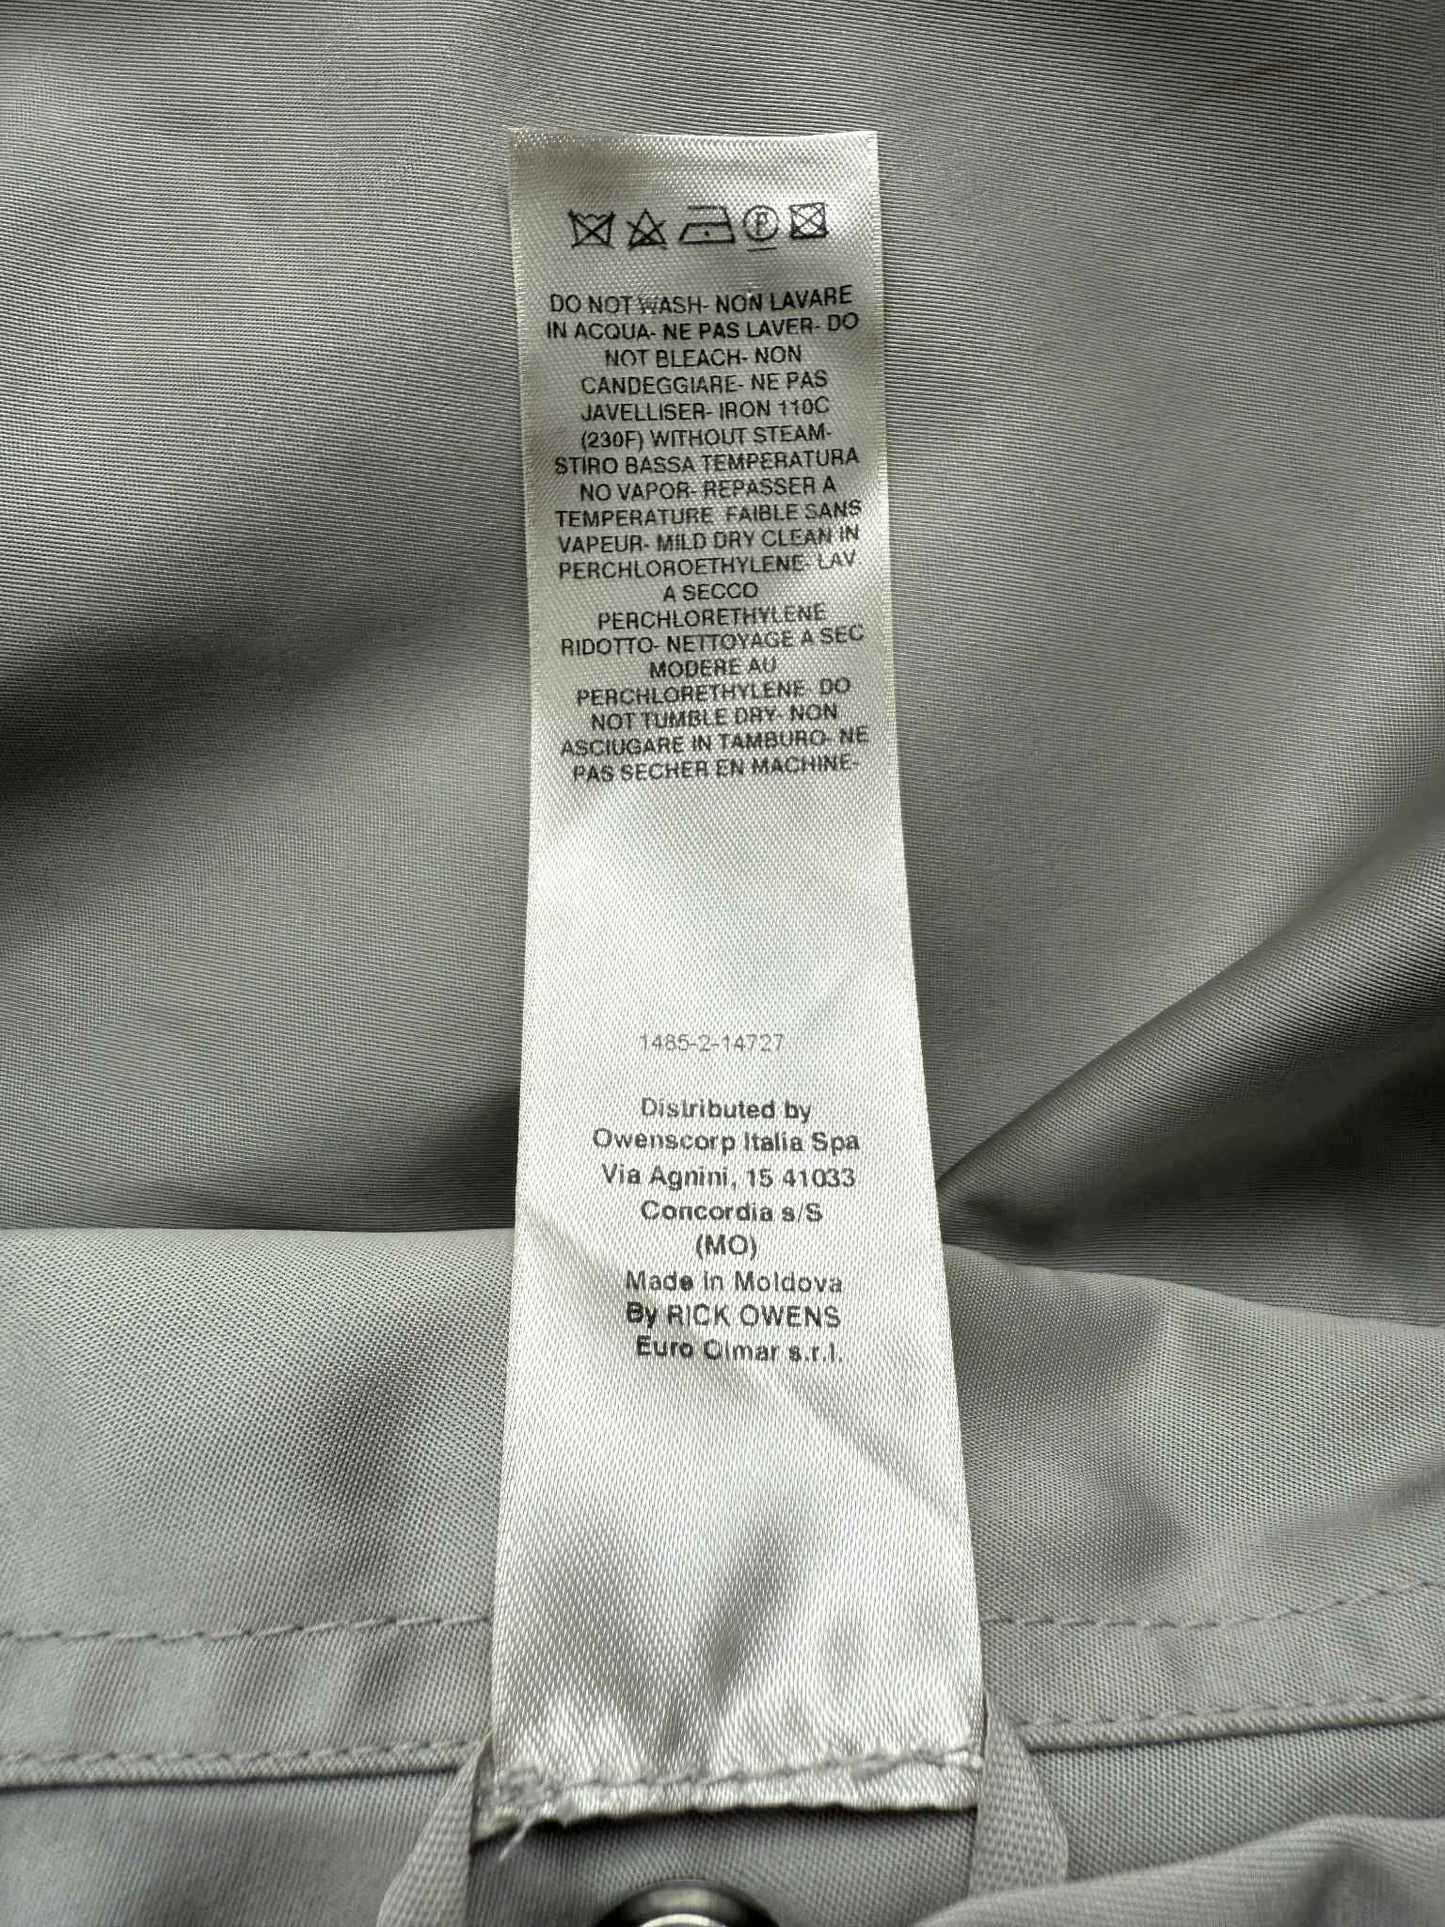 P
DO NOT WASH- NON LAVARE
IN ACQUA- NE PAS LAVER- DO
NOT BLEACH- NON
CANDEGGIARE- NE PAS
JAVELLISER- IRON 110C
(230F) WITHOUT STEAM-
STIRO BASSA TEMPERATURA
NO VAPOR- REPASSER A
TEMPERATURE FAIBLE SANS
VAPEUR- MILD DRY CLEAN IN
PERCHLOROETHYLENE- LAV
A SECCO
PERCHLORETHYLENE
RIDOTTO- NETTOYAGE A SEC
MODERE AU
PERCHLORETHYLENE- DO
NOT TUMBLE DRY- NON
ASCIUGARE IN TAMBURO- NE
PAS SECHER EN MACHINE-
1485-2-14727
Distributed by
Owenscorp Italia Spa
Via Agnini, 15 41033
Concordia s/S
(MO)
Made in Moldova
By RICK OWENS
Euro Cimar s.r.l.